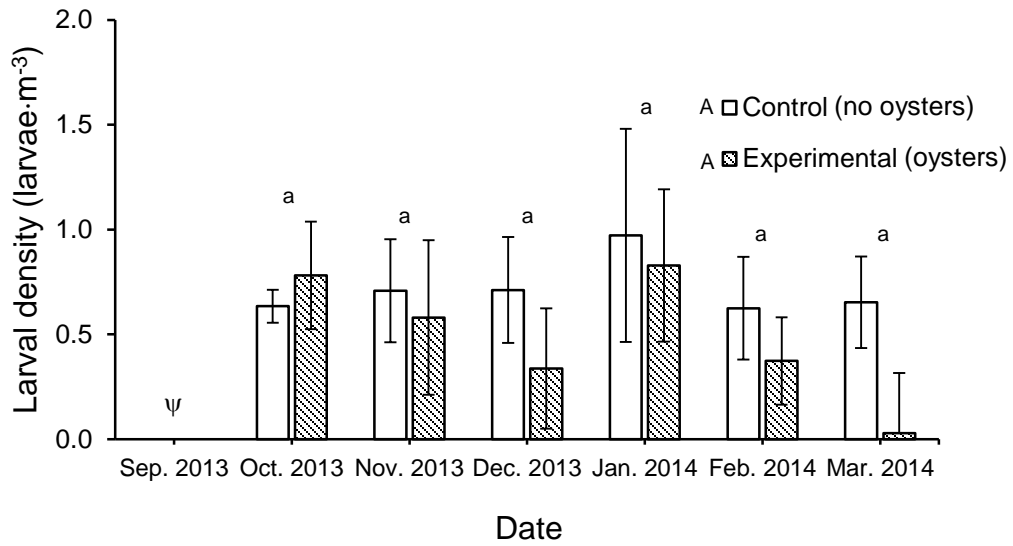 Larval density (larvae·m-3)
2.0
1.5
1.0
0.5
0.0
A Control (no oysters)
A Experimental (oysters)
a a a a a a
ψ
Sep. 2013 Oct. 2013 Nov. 2013 Dec. 2013 Jan. 2014 Feb. 2014 Mar. 2014
Date